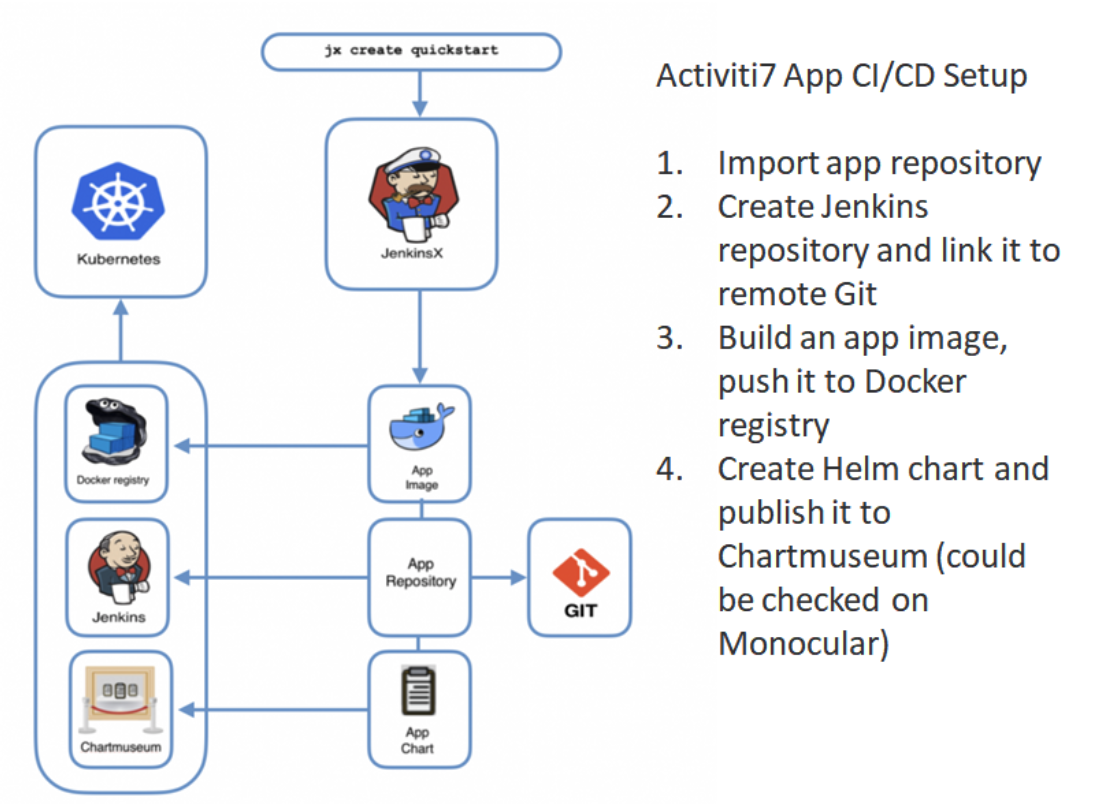 jx create quickstart
Activiti7 App CI/CD Setup
1. Import app repository
2. Create Jenkins
repository and link it to
remote Git
3. Build an app image,
push it to Docker
registry
4. Create Helm chart and
publish it to
Chartmuseum (could
be checked on
Monocular)
Kubernetes
JenkinsX
Docker registry
App
Image
Jenkins
App
Repository
GIT
Chartmuseum
App
Chart